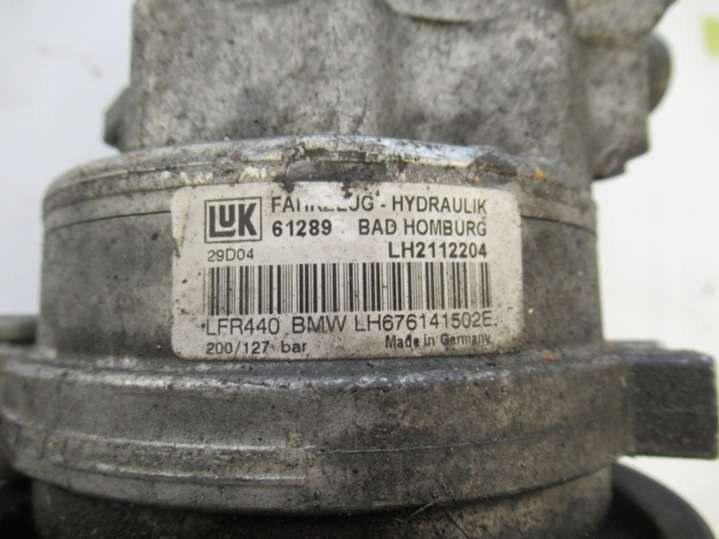 LuK FAHRZEUG - HYDRAULIK
61289 BAD HOMBURG
29D04 LH2112204
LFR440 BMW LH676141502E
200/127 bar Made in Germany